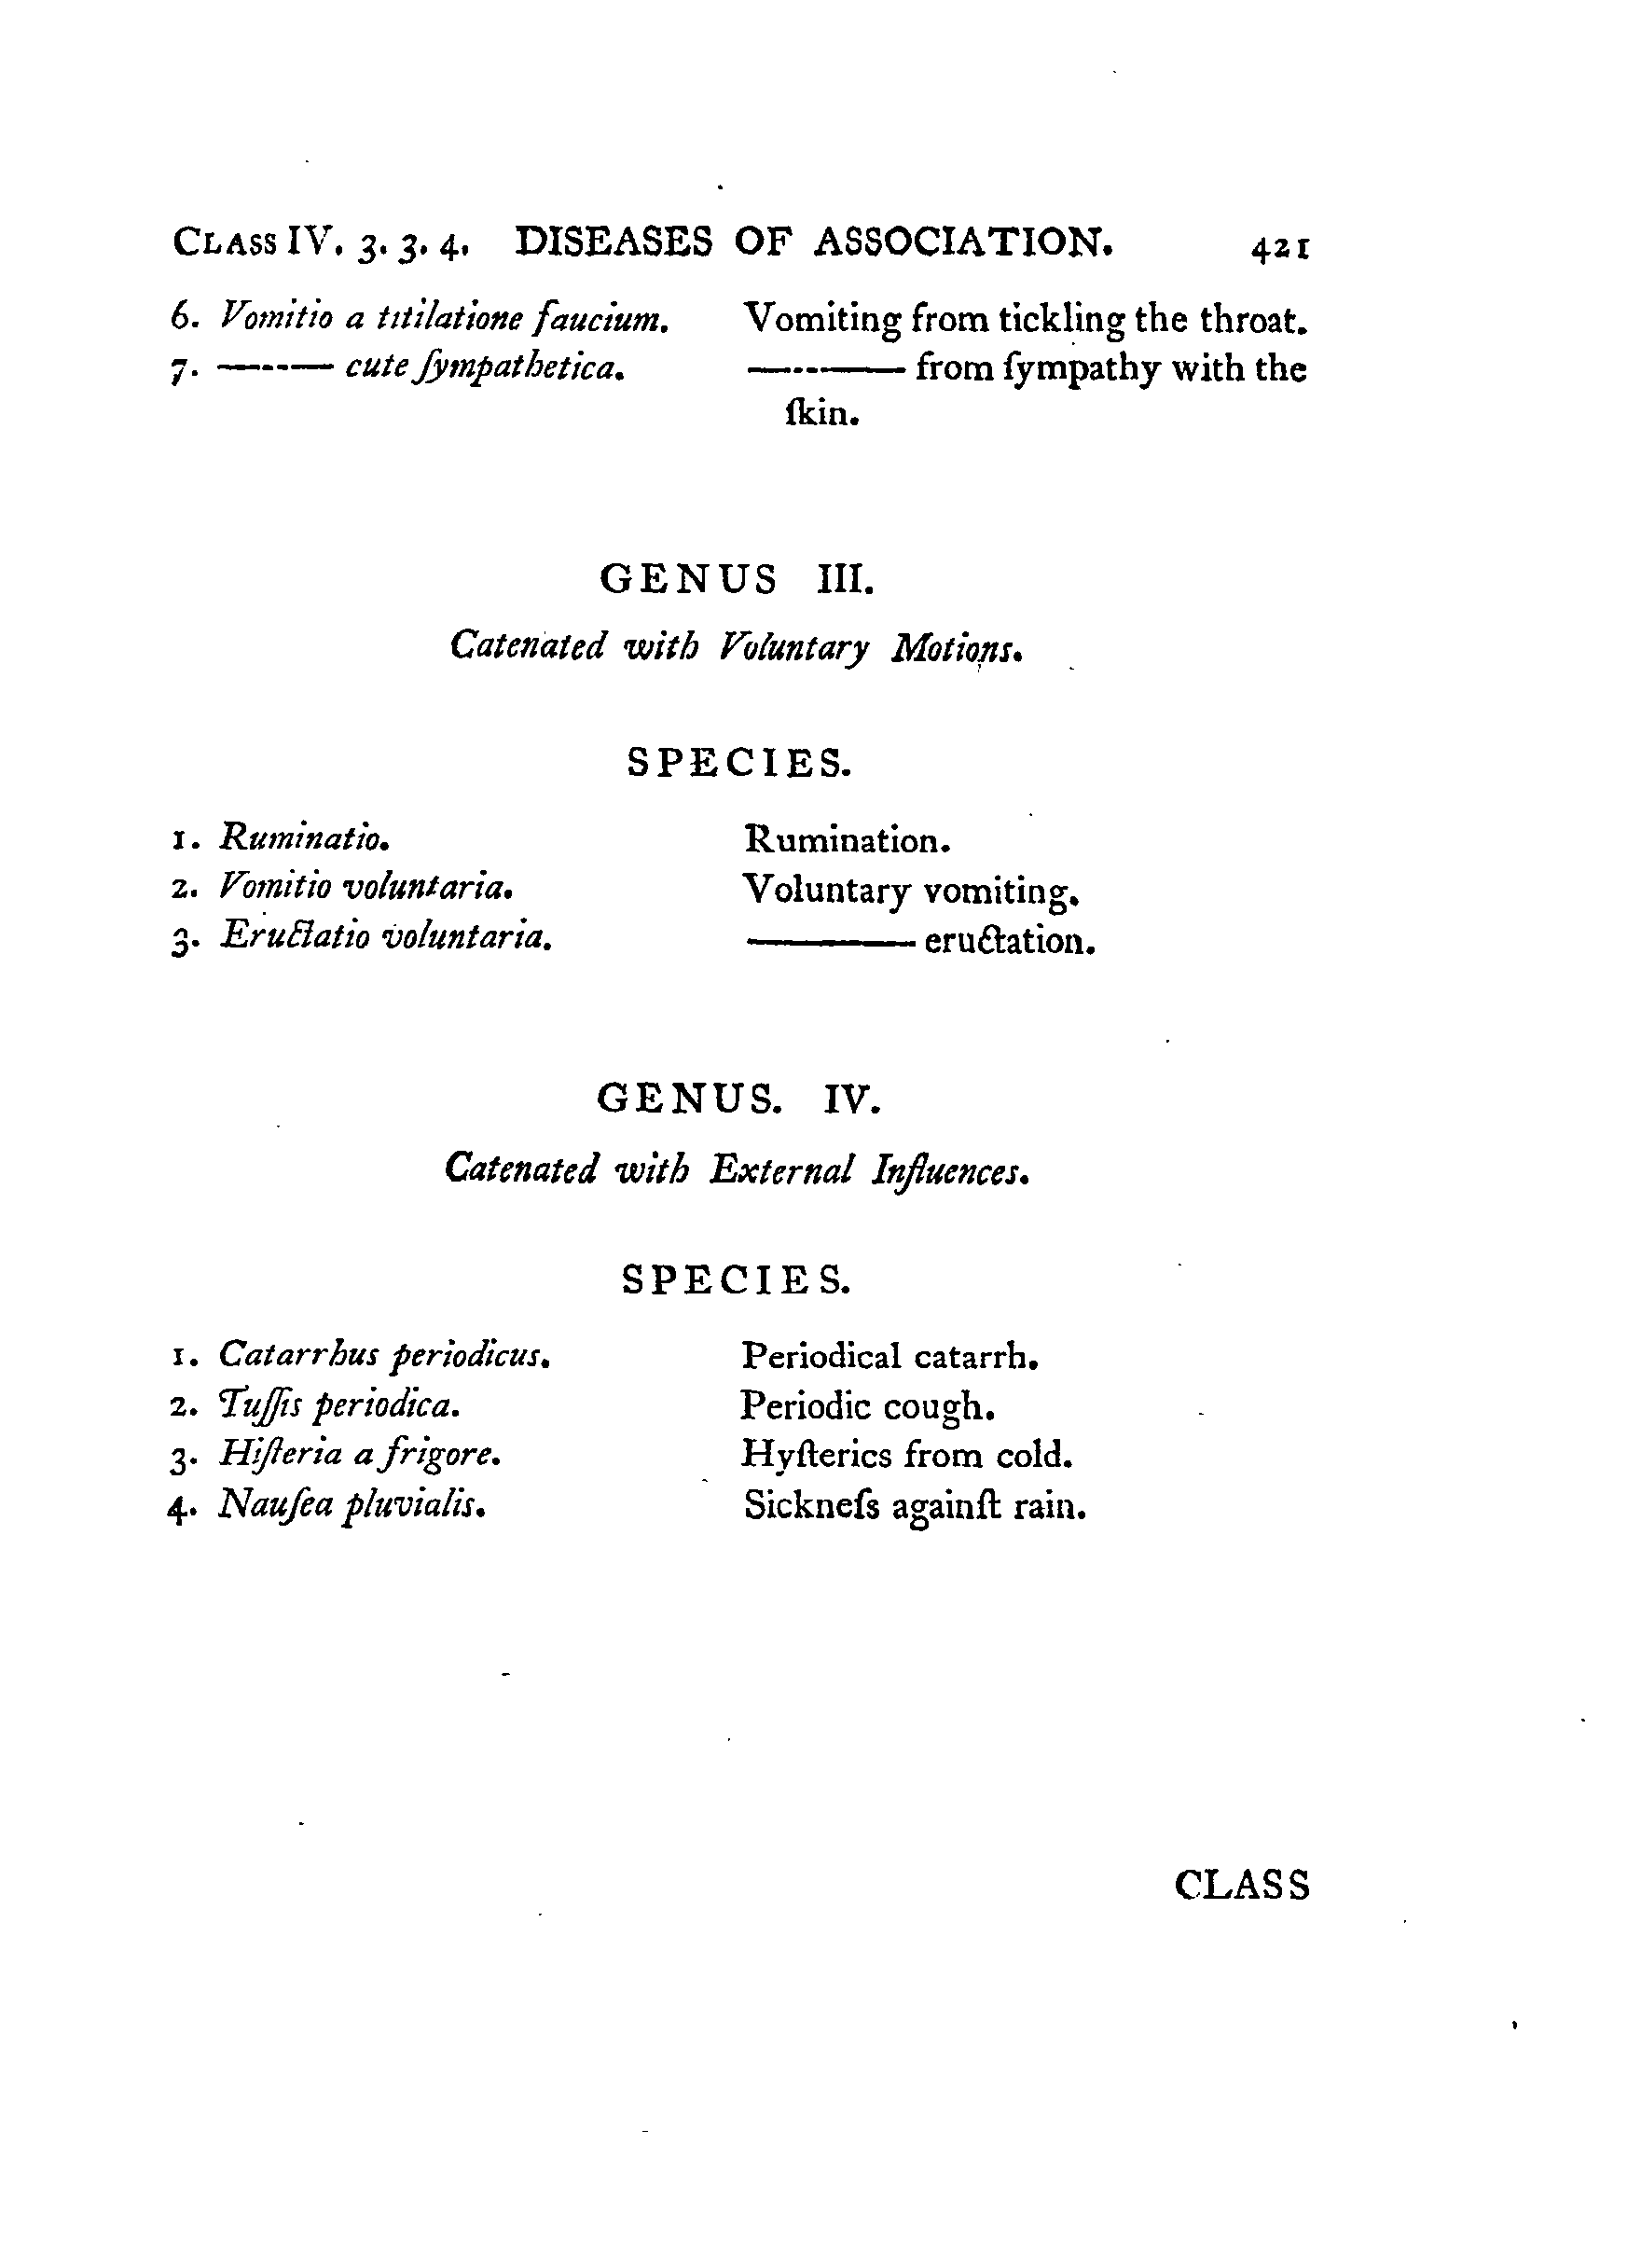 CLASS IV. 3. 3. 4. DISEASES OF ASSOCIATION. 421
6. Vomitio a titilatione faucium. Vomiting from tickling the throat.
7. ——— cute ſympathetica. ——— from ſympathy with the
ſkin.
GENUS III.
Catenated with Voluntary Motions.
SPECIES.
1. Ruminatio. Rumination.
2. Vomitio voluntaria. Voluntary vomiting.
3. Eructatio voluntaria. ——— eructation.
GENUS. IV.
Catenated with External Influences.
SPECIES.
1. Catarrhus periodicus. Periodical catarrh.
2. Tuſſis periodica. Periodic cough.
3. Hiſteria a frigore. Hyſterics from cold.
4. Nauſea pluvialis. Sickneſs againſt rain.
CLASS